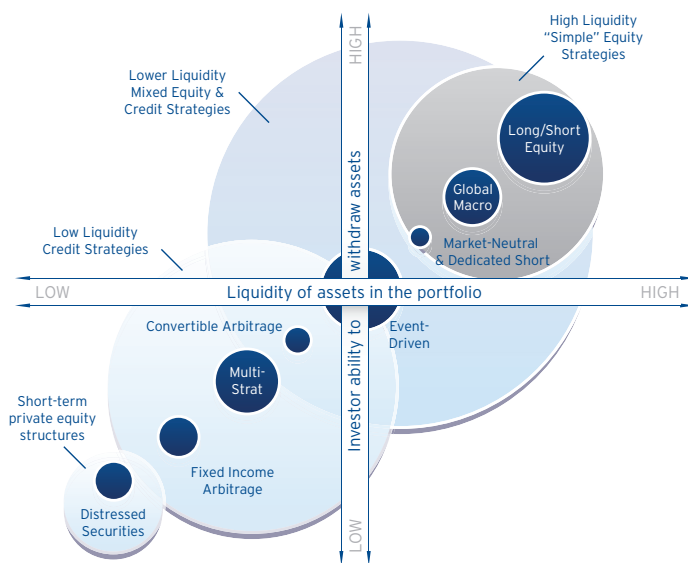 High Liquidity
“Simple” Equity
Strategies
HIGH
Lower Liquidity
Mixed Equity &
Credit Strategies
Long/Short
Equity
Global
Macro
Low Liquidity
Credit Strategies
Market-Neutral
& Dedicated Short
LOW
Liquidity of assets in the portfolio
HIGH
Investor ability to withdraw assets
Convertible Arbitrage
Event-
Driven
Multi-
Strat
Short-term
private equity
structures
Fixed Income
Arbitrage
Distressed
Securities
LOW